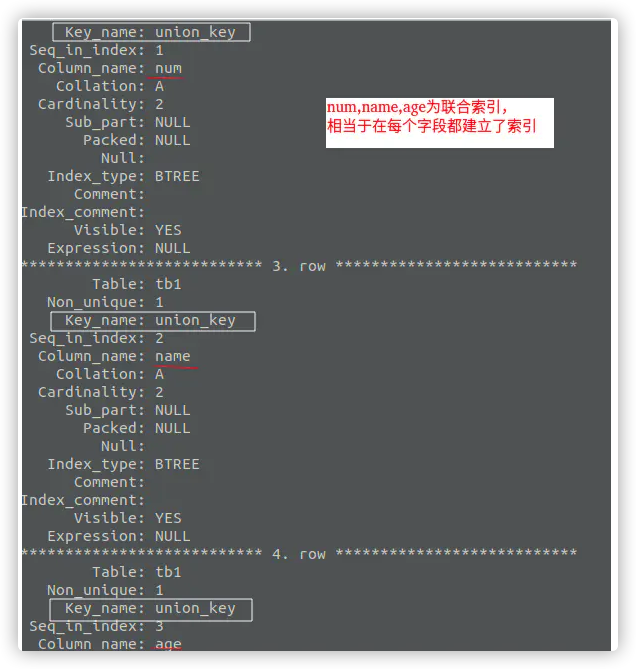 Key_name: union_key
Seq_in_index: 1
Column_name: num
Collation: A
Cardinality: 2
Sub_part: NULL
Packed: NULL
Null:
Index_type: BTREE
Comment:
Index_comment:
Visible: YES
Expression: NULL
num,name,age为联合索引，
相当于在每个字段都建立了索引
*************************** 3. row ***************************
Table: tb1
Non_unique: 1
Key_name: union_key
Seq_in_index: 2
Column_name: name
Collation: A
Cardinality: 2
Sub_part: NULL
Packed: NULL
Null:
Index_type: BTREE
Comment:
Index_comment:
Visible: YES
Expression: NULL
*************************** 4. row ***************************
Table: tb1
Non_unique: 1
Key_name: union_key
Seq_in_index: 3
Column_name: age